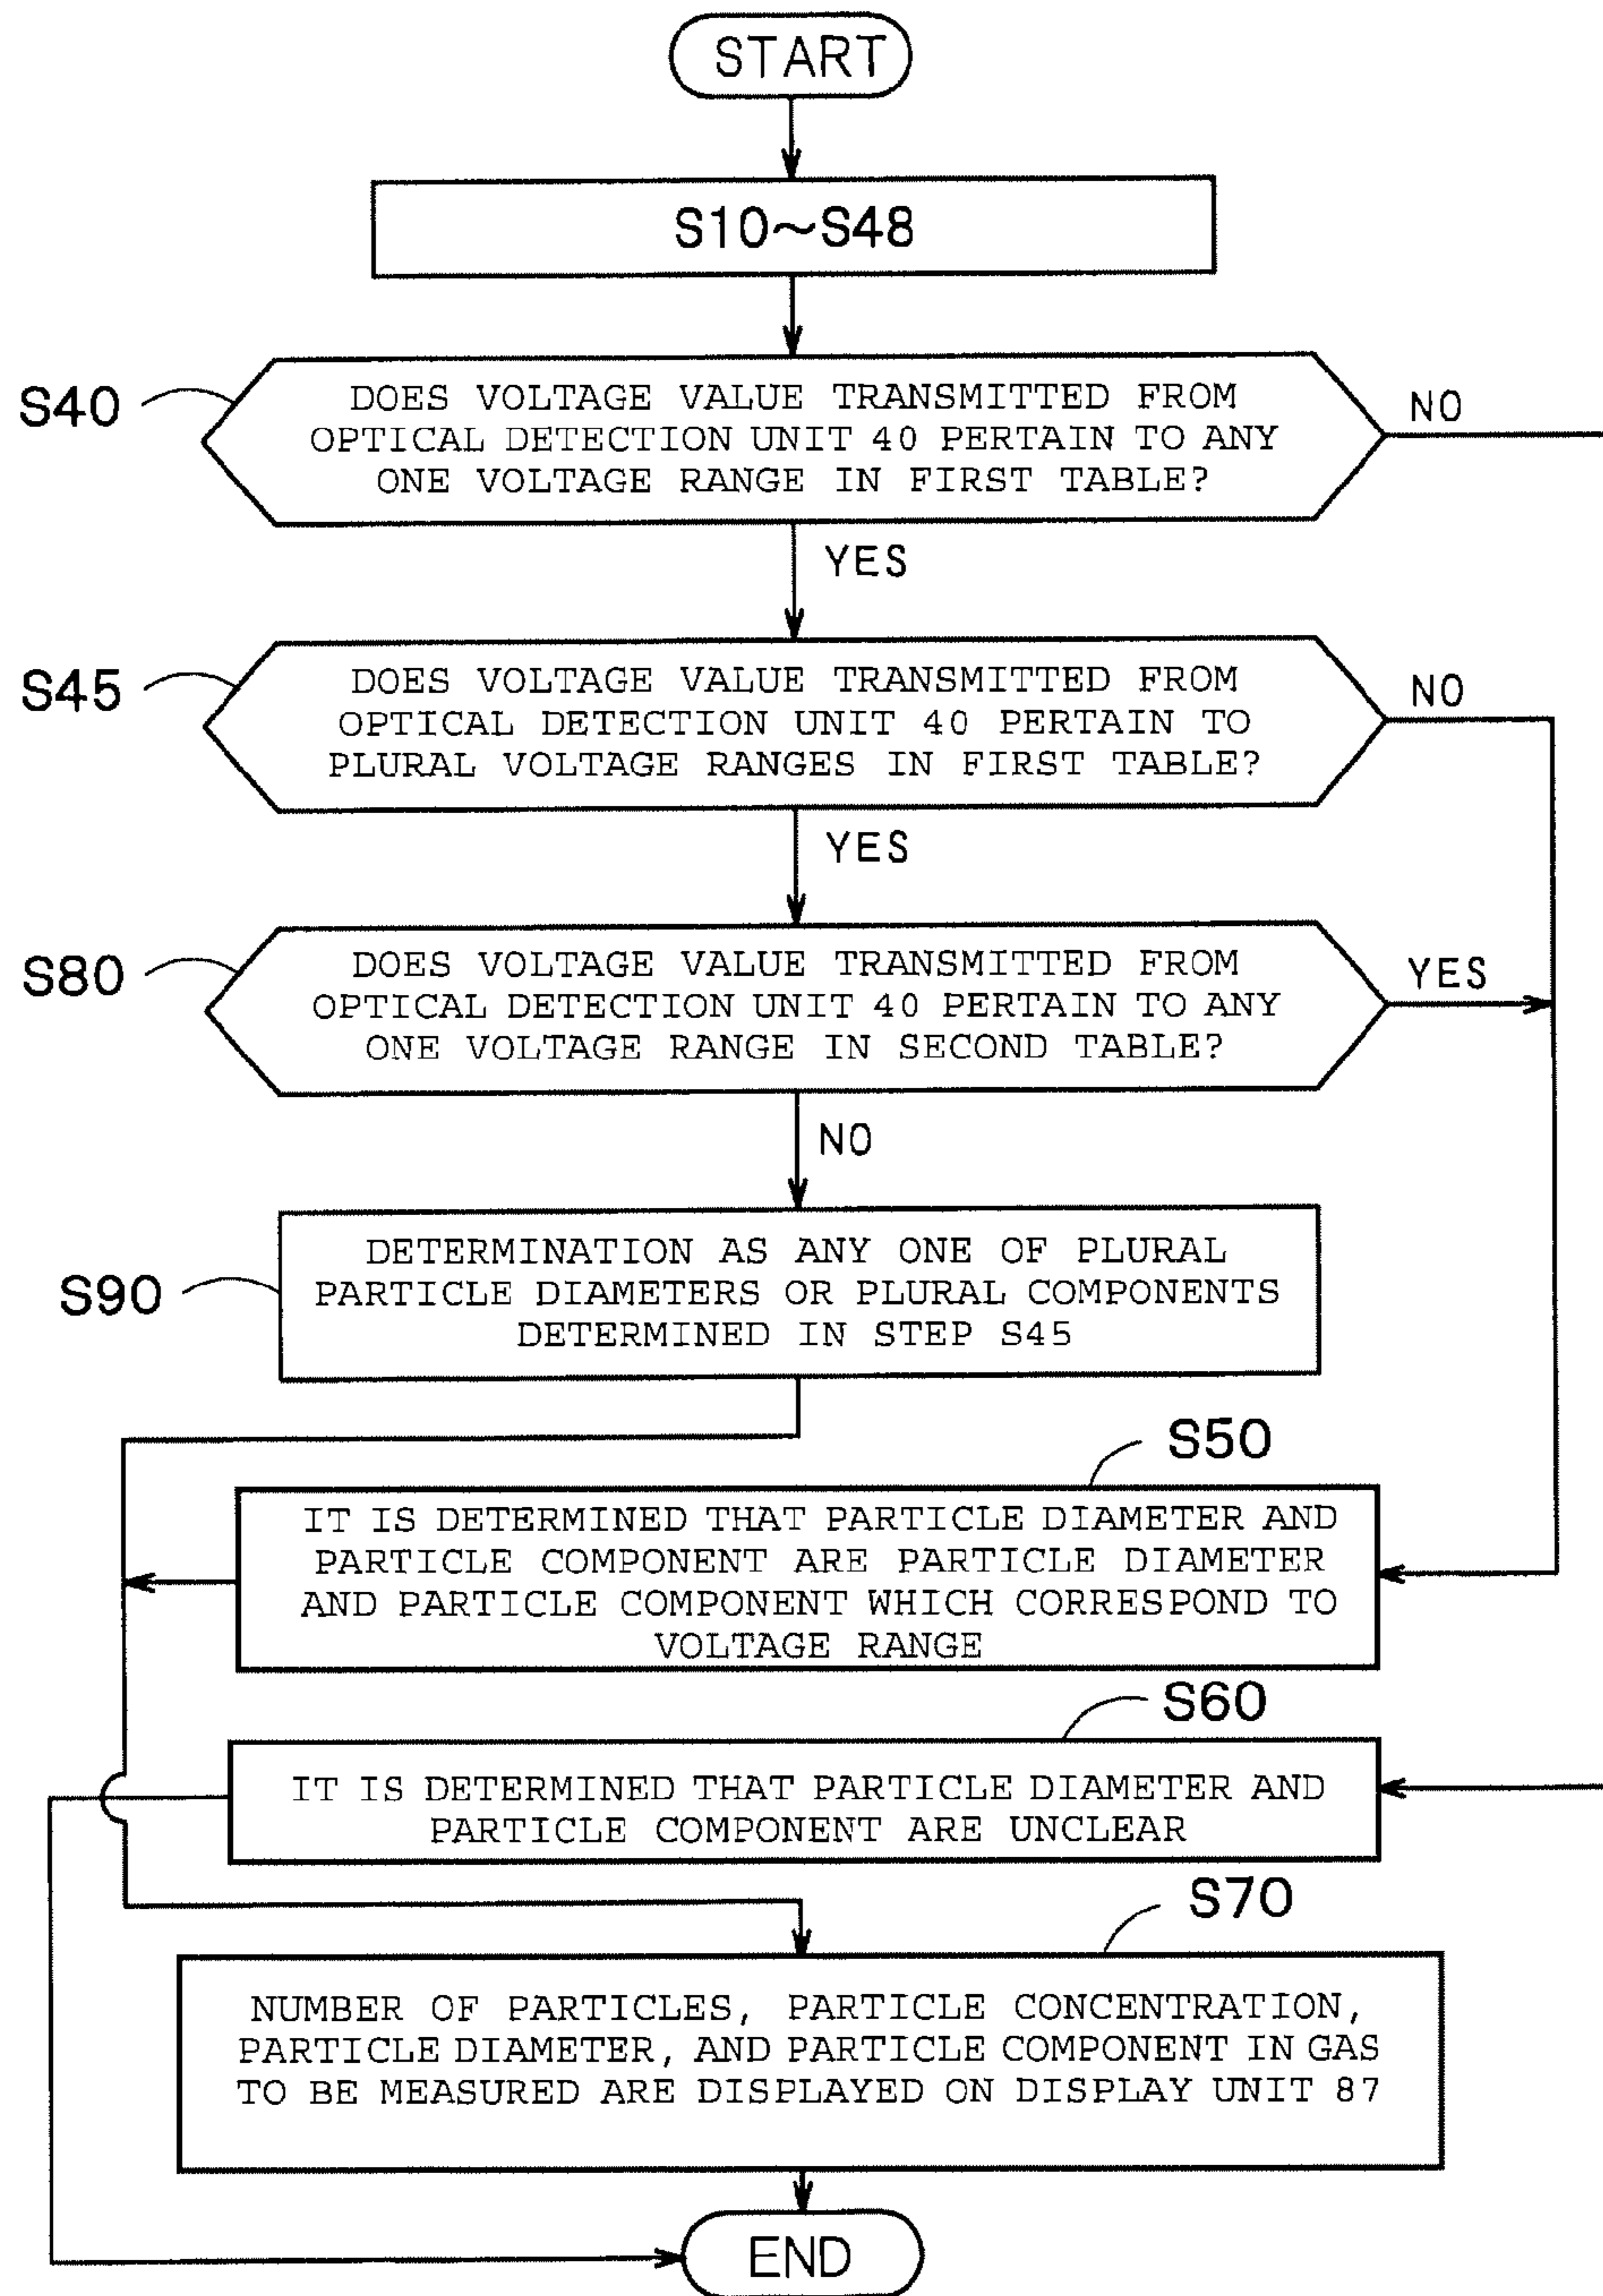 START
S10~S48
S40
DOES VOLTAGE VALUE TRANSMITTED FROM
OPTICAL DETECTION UNIT 40 PERTAIN TO ANY
ONE VOLTAGE RANGE IN FIRST TABLE?
NO
YES
S45
DOES VOLTAGE VALUE TRANSMITTED FROM
OPTICAL DETECTION UNIT 40 PERTAIN TO
PLURAL VOLTAGE RANGES IN FIRST TABLE?
NO
YES
S80
DOES VOLTAGE VALUE TRANSMITTED FROM
OPTICAL DETECTION UNIT 40 PERTAIN TO ANY
ONE VOLTAGE RANGE IN SECOND TABLE?
YES
NO
S90
DETERMINATION AS ANY ONE OF PLURAL
PARTICLE DIAMETERS OR PLURAL COMPONENTS
DETERMINED IN STEP S45
S50
IT IS DETERMINED THAT PARTICLE DIAMETER AND
PARTICLE COMPONENT ARE PARTICLE DIAMETER
AND PARTICLE COMPONENT WHICH CORRESPOND TO
VOLTAGE RANGE
S60
IT IS DETERMINED THAT PARTICLE DIAMETER AND
PARTICLE COMPONENT ARE UNCLEAR
S70
NUMBER OF PARTICLES, PARTICLE CONCENTRATION,
PARTICLE DIAMETER, AND PARTICLE COMPONENT IN GAS
TO BE MEASURED ARE DISPLAYED ON DISPLAY UNIT 87
END